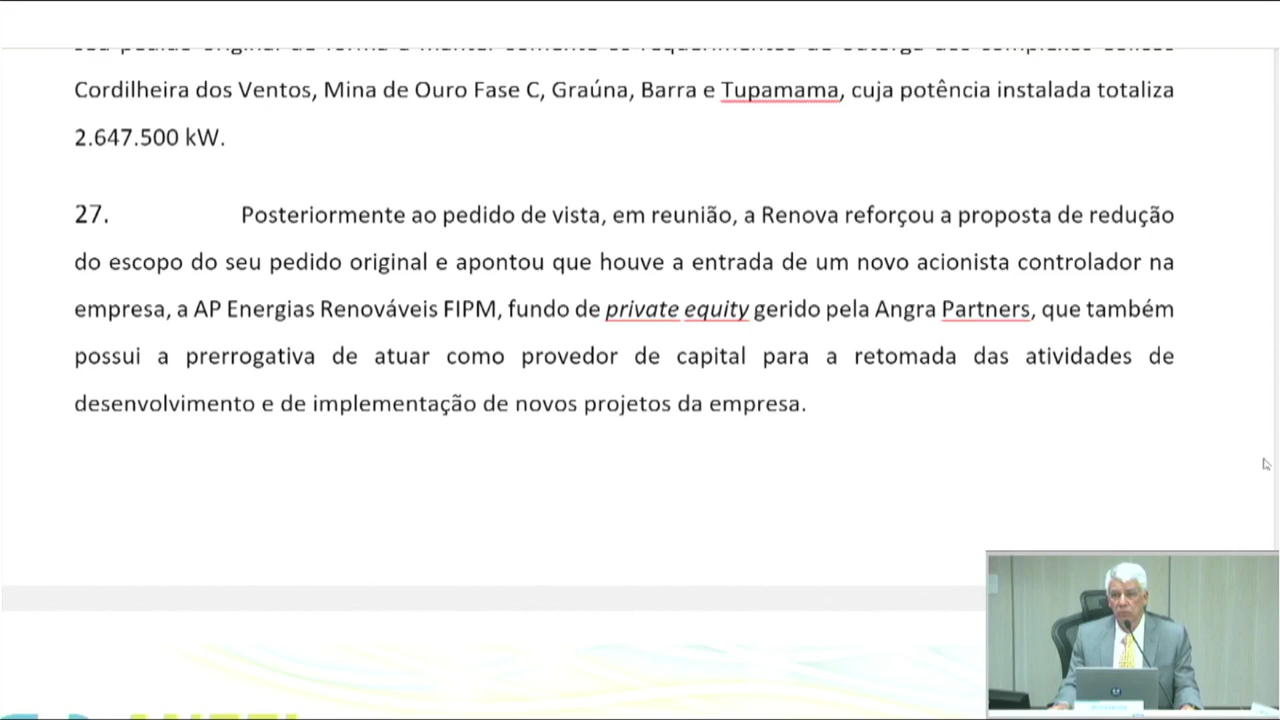 Cordilheira dos Ventos, Mina de Ouro Fase C, Graúna, Barra e Tupamama, cuja potência instalada totaliza
2.647.500 kW.
27. Posteriormente ao pedido de vista, em reunião, a Renova reforçou a proposta de redução
do escopo do seu pedido original e apontou que houve a entrada de um novo acionista controlador na
empresa, a AP Energias Renováveis FIPM, fundo de private equity gerido pela Angra Partners, que também
possui a prerrogativa de atuar como provedor de capital para a retomada das atividades de
desenvolvimento e de implementação de novos projetos da empresa.